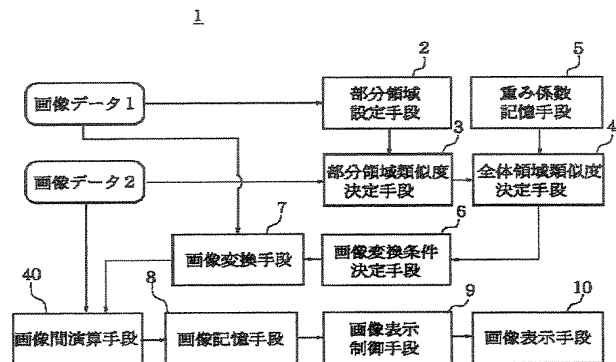 1
2
5
画像データ1
部分領域
設定手段
重み係数
記憶手段
3
4
画像データ2
部分領域類似度
決定手段
全体領域類似度
決定手段
7
6
画像変換手段
画像変換条件
決定手段
40
8
9
10
画像間演算手段
画像記憶手段
画像表示
制御手段
画像表示手段